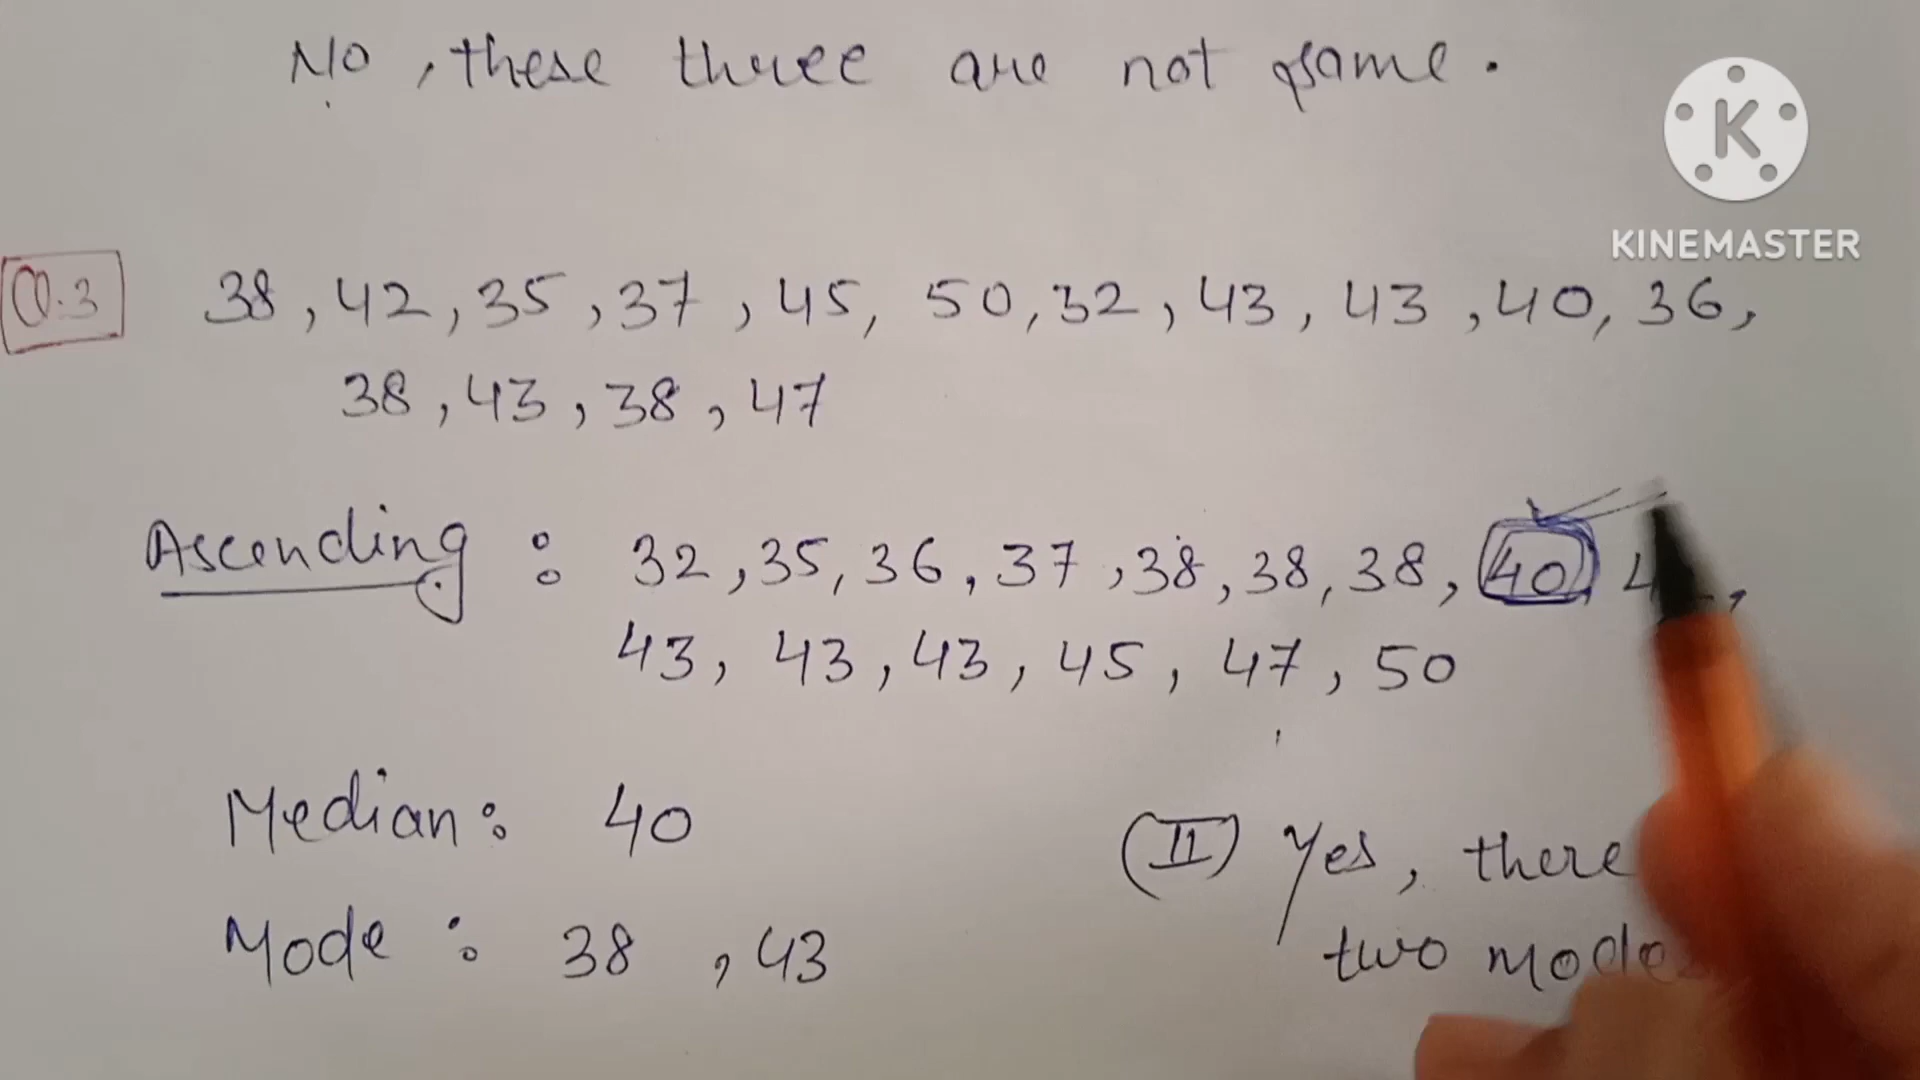 No, these three are not same.
K
KINEMASTER
Q.3 38, 42, 35, 37, 45, 50, 32, 43, 43, 40, 36,
38, 43, 38, 47
Ascending : 32, 35, 36, 37, 38, 38, 38, 40,
43, 43, 43, 45, 47, 50
Median : 40
(II) Yes, there
Mode : 38, 43
two modes